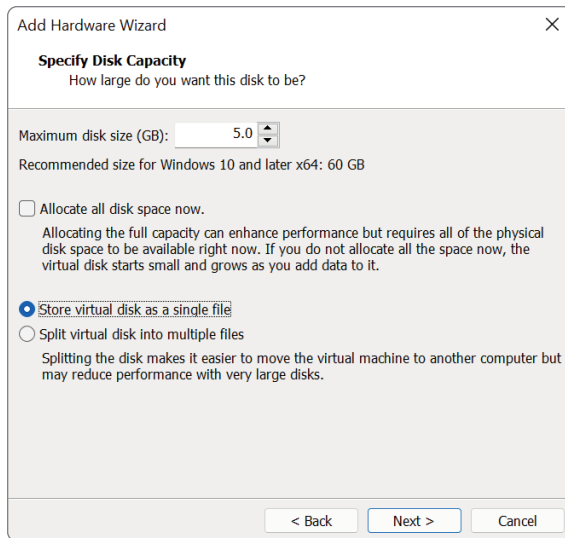 Add Hardware Wizard
Specify Disk Capacity
How large do you want this disk to be?
Maximum disk size (GB): 5.0
Recommended size for Windows 10 and later x64: 60 GB
Allocate all disk space now.
Allocating the full capacity can enhance performance but requires all of the physical
disk space to be available right now. If you do not allocate all the space now, the
virtual disk starts small and grows as you add data to it.
Store virtual disk as a single file
Split virtual disk into multiple files
Splitting the disk makes it easier to move the virtual machine to another computer but
may reduce performance with very large disks.
< Back Next > Cancel